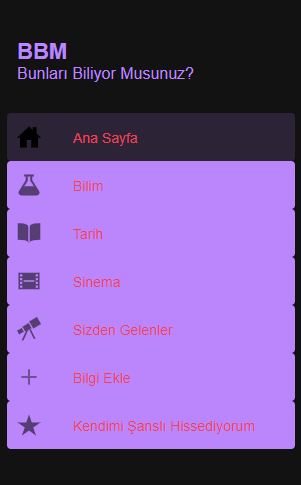 BBM
Bunları Biliyor Musunuz?
Ana Sayfa
Bilim
Tarih
Sinema
Sizden Gelenler
Bilgi Ekle
Kendimi Şanslı Hissediyorum